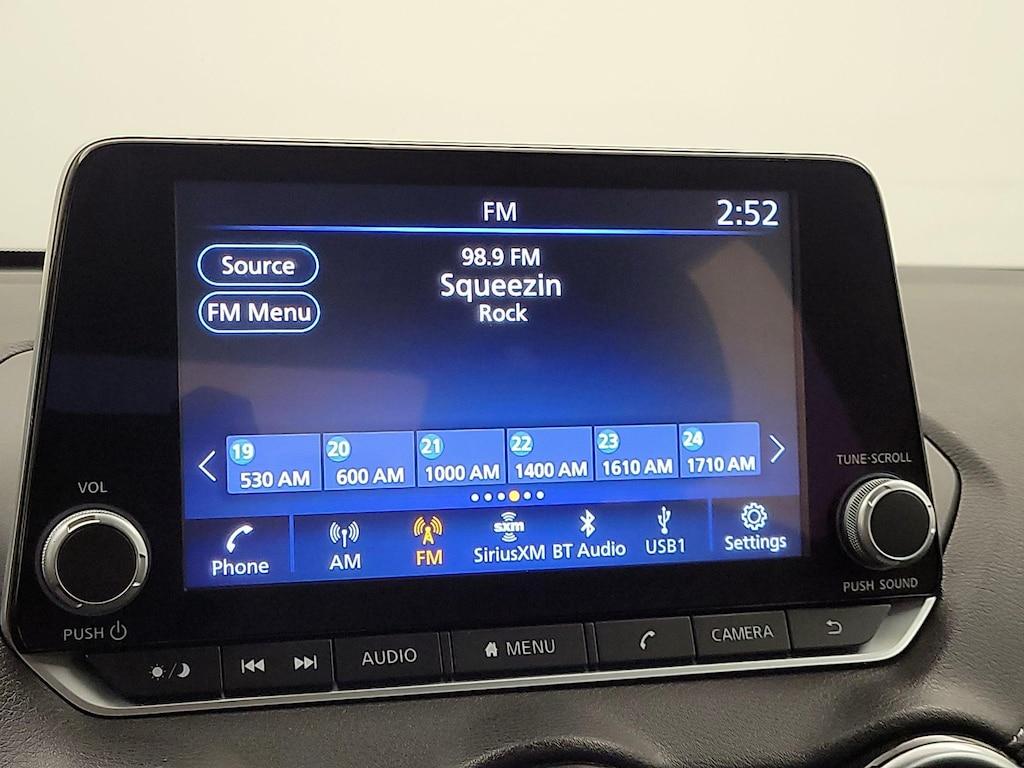 FM
2:52
Source
98.9 FM
Squeezin
FM Menu
Rock
19
530 AM
20
600 AM
21
1000 AM
22
1400 AM
23
1610 AM
24
1710 AM
Phone
AM
FM
sxm
SiriusXM
BT Audio
USB1
Settings
VOL
PUSH
TUNE·SCROLL
PUSH SOUND
AUDIO
MENU
CAMERA